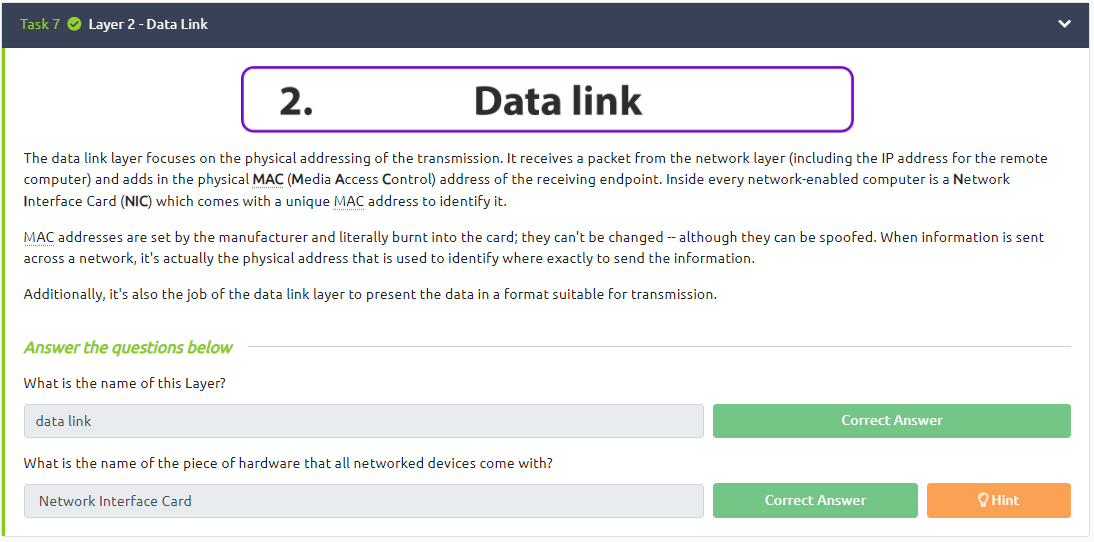 Task 7 Layer 2 - Data Link
2. Data link
The data link layer focuses on the physical addressing of the transmission. It receives a packet from the network layer (including the IP address for the remote
computer) and adds in the physical MAC (Media Access Control) address of the receiving endpoint. Inside every network-enabled computer is a Network
Interface Card (NIC) which comes with a unique MAC address to identify it.
MAC addresses are set by the manufacturer and literally burnt into the card; they can't be changed -- although they can be spoofed. When information is sent
across a network, it's actually the physical address that is used to identify where exactly to send the information.
Additionally, it's also the job of the data link layer to present the data in a format suitable for transmission.
Answer the questions below
What is the name of this Layer?
data link Correct Answer
What is the name of the piece of hardware that all networked devices come with?
Network Interface Card Correct Answer Hint